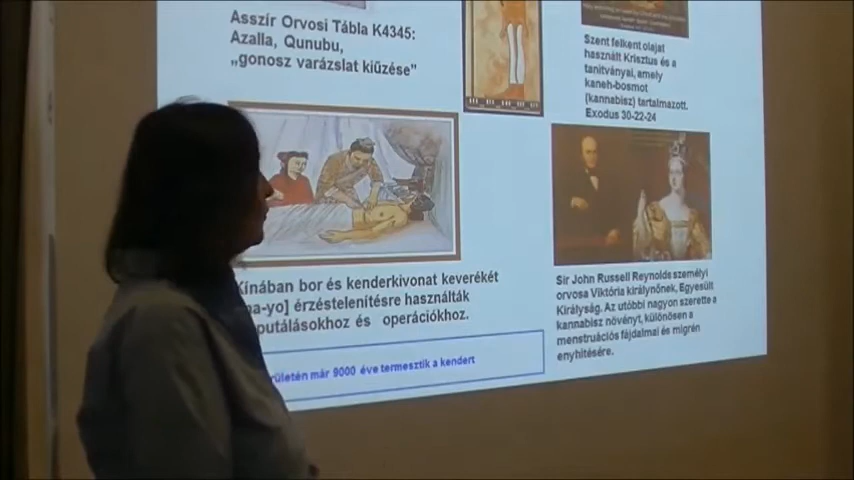 Asszír Orvosi Tábla K4345:
Azalla, Qunubu,
„gonosz varázslat kiűzése”
Szent felkent olajat
használt Krisztus és a
tanítványai, amely
kaneh-bosmot
(kannabisz) tartalmazott.
Exodus 30-22-24
Kínában bor és kenderkivonat keverékét
ma-yo] érzéstelenítésre használták
mputálásokhoz és operációkhoz.
Sir John Russell Reynolds személyi
orvosa Viktória királynőnek, Egyesült
Királyság. Az utóbbi nagyon szerette a
kannabisz növényt, különösen a
menstruációs fájdalmai és migrén
enyhítésére.
rületén már 9000 éve termesztik a kendert